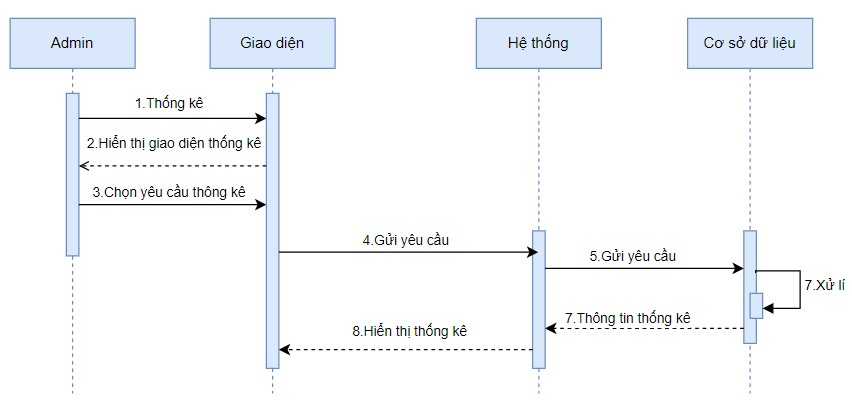 Admin
Giao diện
Hệ thống
Cơ sở dữ liệu
1.Thống kê
2.Hiển thị giao diện thống kê
3.Chọn yêu cầu thông kê
4.Gửi yêu cầu
5.Gửi yêu cầu
7.Xử lí
7.Thông tin thống kê
8.Hiển thị thống kê